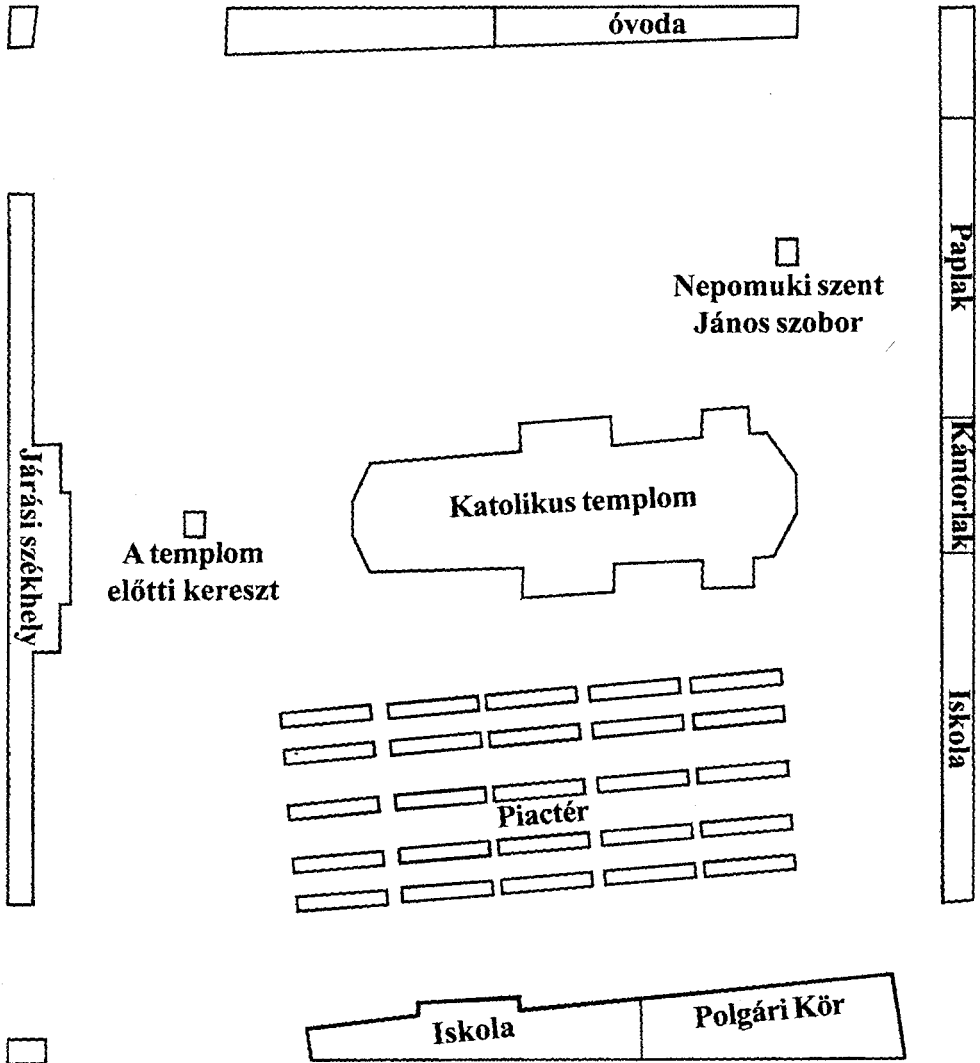 óvoda
Paplak
Nepomuki szent
János szobor
Kántorlak
Katolikus templom
Járási székhely
A templom
előtti kereszt
Iskola
Piactér
Iskola
Polgári Kör